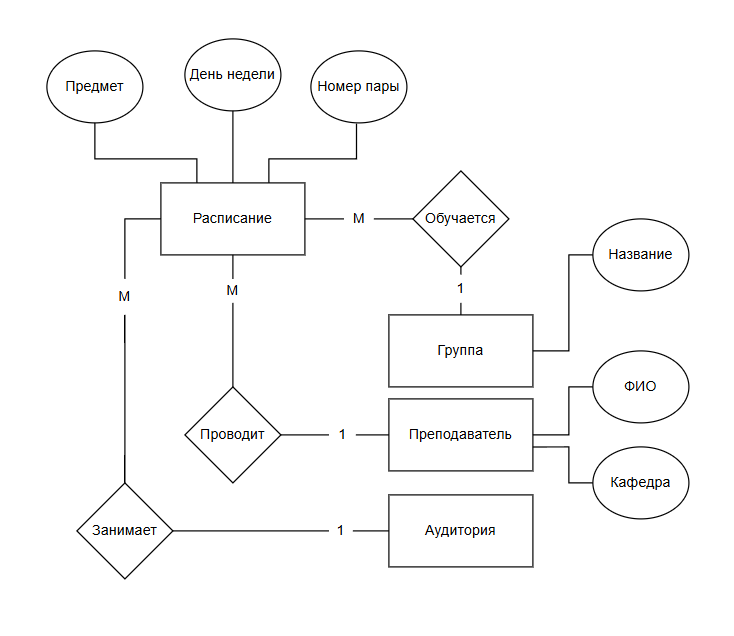 День недели
Предмет
Номер пары
Расписание
М
Обучается
Название
М
М
1
Группа
ФИО
Проводит
1
Преподаватель
Кафедра
Занимает
1
Аудитория